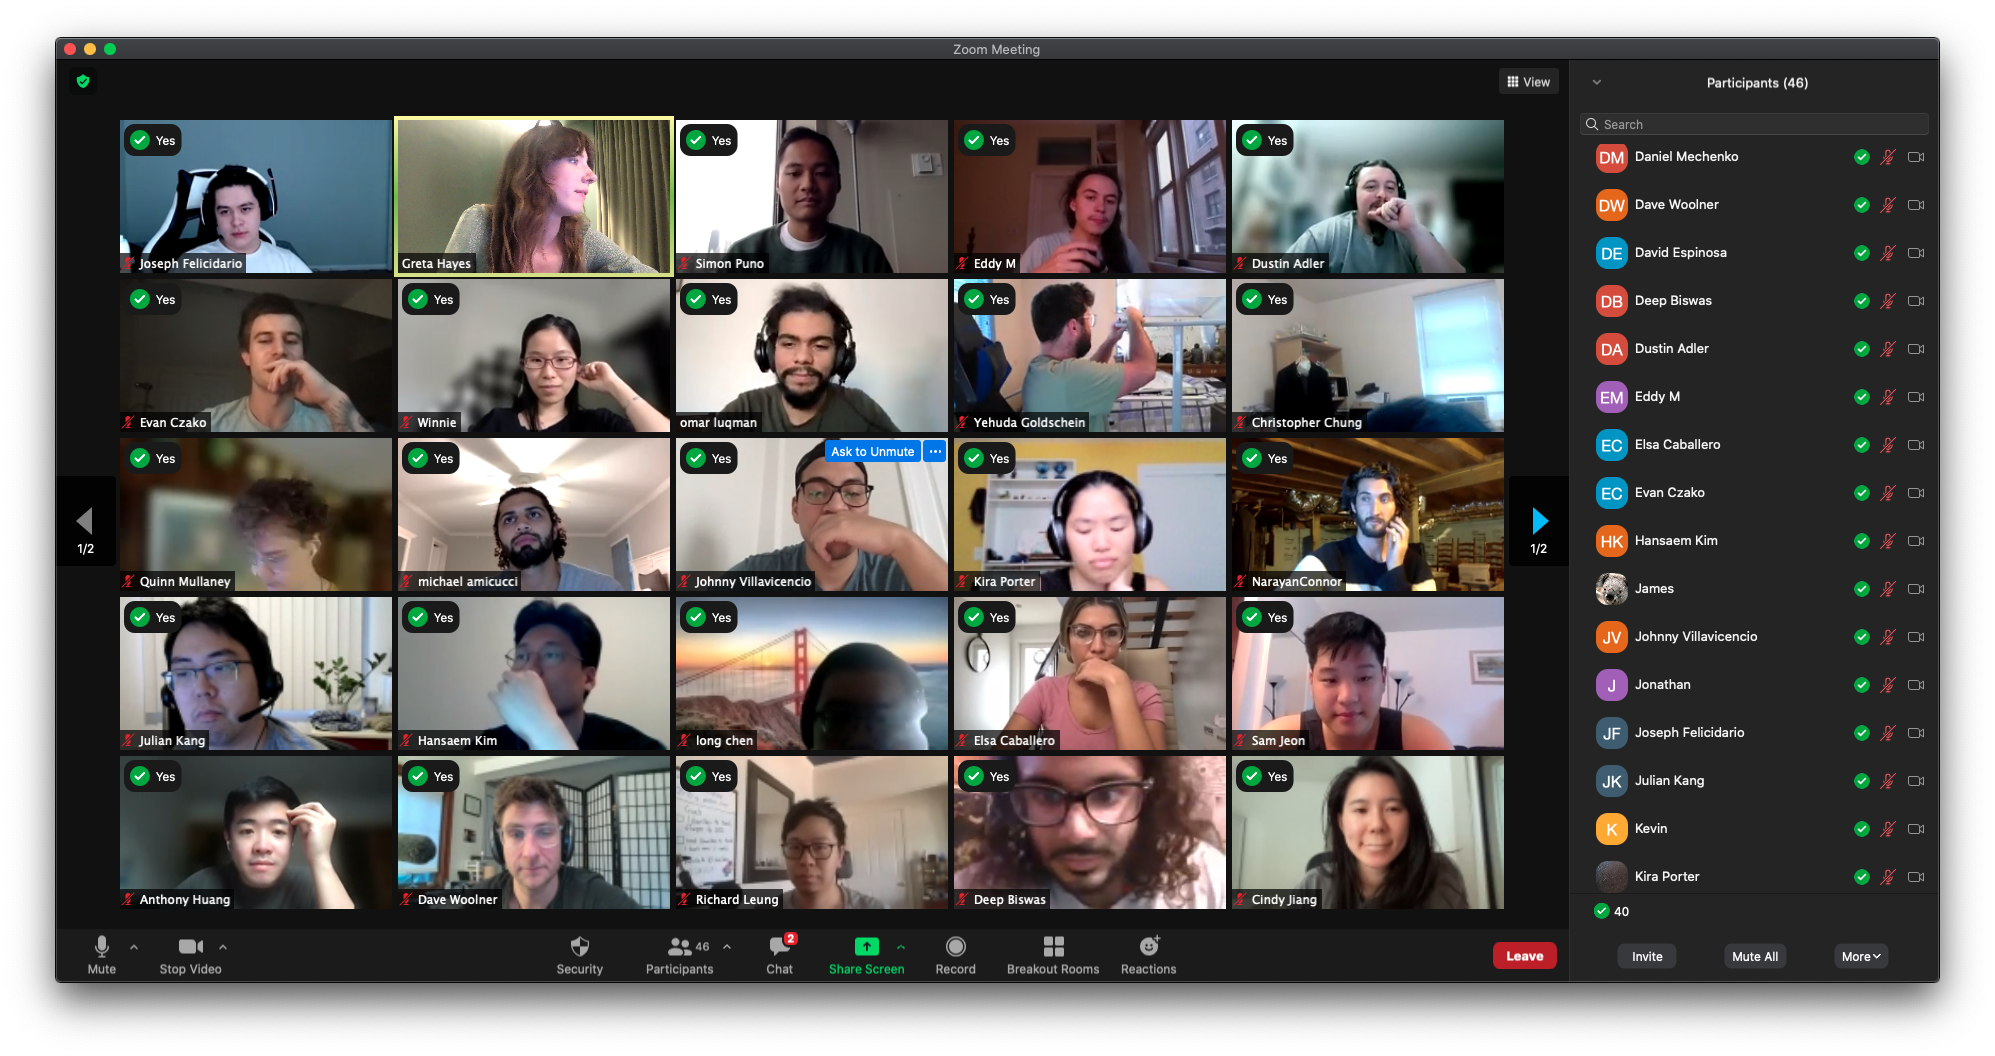 Zoom Meeting
View
Yes
Joseph Felicidario
Greta Hayes
Yes
Simon Puno
Yes
Eddy M
Yes
Dustin Adler
Yes
Evan Czako
Yes
Winnie
Yes
omar luqman
Yes
Yehuda Goldschein
Yes
Christopher Chung
Yes
Quinn Mullaney
Yes
michael amicucci
Yes
Ask to Unmute
Johnny Villavicencio
Yes
Kira Porter
Yes
NarayanConnor
Yes
Julian Kang
Yes
Hansaem Kim
Yes
long chen
Yes
Elsa Caballero
Yes
Sam Jeon
Yes
Anthony Huang
Yes
Dave Woolner
Yes
Richard Leung
Yes
Deep Biswas
Yes
Cindy Jiang
1/2
1/2
Mute
Stop Video
Security
46
Participants
2
Chat
Share Screen
Record
Breakout Rooms
Reactions
Leave
Participants (46)
Search
DM Daniel Mechenko
DW Dave Woolner
DE David Espinosa
DB Deep Biswas
DA Dustin Adler
EM Eddy M
EC Elsa Caballero
EC Evan Czako
HK Hansaem Kim
James
JV Johnny Villavicencio
J Jonathan
JF Joseph Felicidario
JK Julian Kang
K Kevin
Kira Porter
40
Invite
Mute All
More